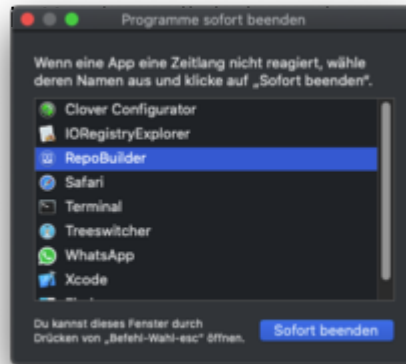 Programme sofort beenden
Wenn eine App eine Zeitlang nicht reagiert, wähle
deren Namen aus und klicke auf „Sofort beenden“.
Clover Configurator
IORegistryExplorer
RepoBuilder
Safari
Terminal
Treeswitcher
WhatsApp
Xcode
Du kannst dieses Fenster durch
Drücken von „Befehl-Wahl-esc“ öffnen.
Sofort beenden